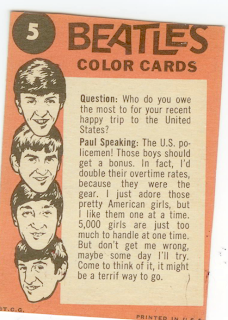 5
BEATLES
COLOR CARDS
Question: Who do you owe
the most to for your recent
happy trip to the United
States?
Paul Speaking: The U.S. po-
licemen! Those boys should
get a bonus. In fact, I'd
double their overtime rates,
because they were the
gear. I just adore those
pretty American girls, but
I like them one at a time.
5,000 girls are just too
much to handle at one time.
But don't get me wrong,
maybe some day I'll try.
Come to think of it, it might
be a terrif way to go.
T.C.G.
PRINTED IN U.S.